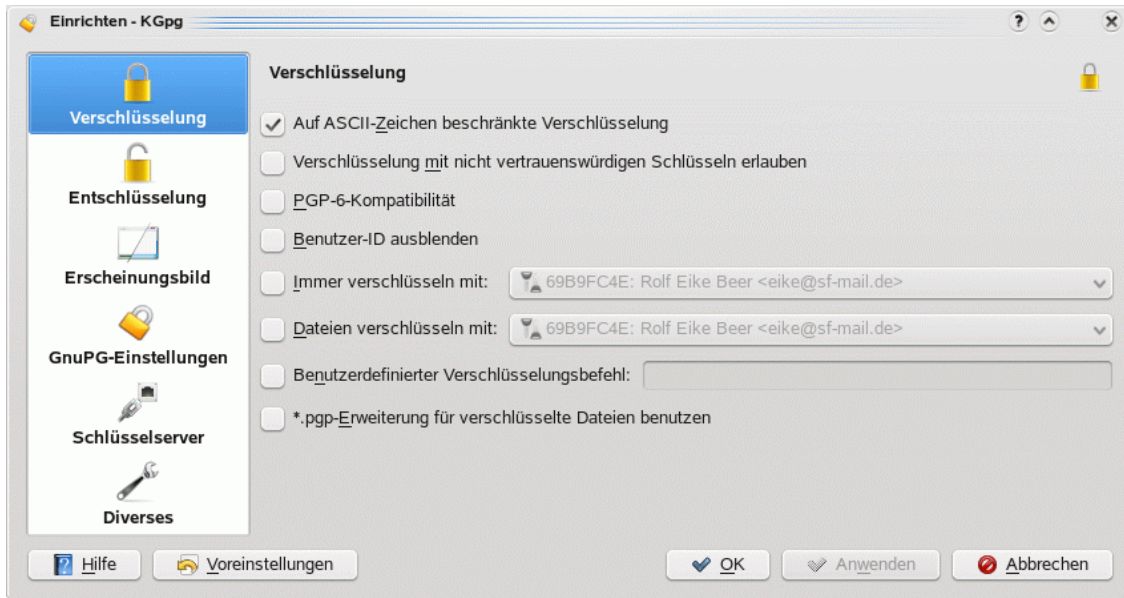 Einrichten - KGpg
Verschlüsselung
Entschlüsselung
Erscheinungsbild
GnuPG-Einstellungen
Schlüsselserver
Diverses
Verschlüsselung
Auf ASCII-Zeichen beschränkte Verschlüsselung
Verschlüsselung mit nicht vertrauenswürdigen Schlüsseln erlauben
PGP-6-Kompatibilität
Benutzer-ID ausblenden
Immer verschlüseln mit: 69B9FC4E: Rolf Eike Beer <eike@sf-mail.de>
Dateien verschlüseln mit: 69B9FC4E: Rolf Eike Beer <eike@sf-mail.de>
Benutzerdefinierter Verschlüsselungsbefehl:
*.pgp-Erweiterung für verschlüsselte Dateien benutzen
Hilfe Voreinstellungen OK Anwenden Abbrechen